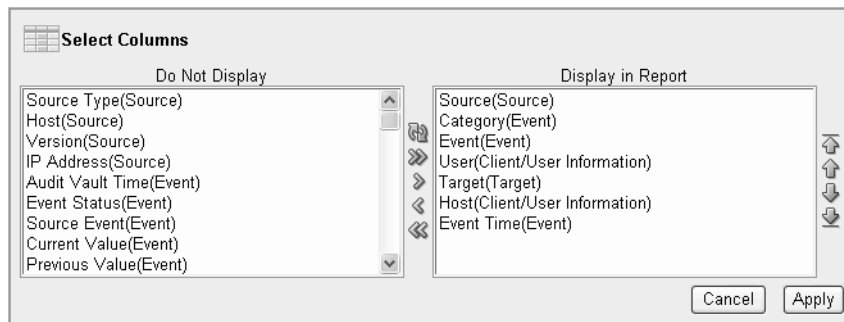 Select Columns
Do Not Display
Source Type(Source)
Host(Source)
Version(Source)
IP Address(Source)
Audit Vault Time(Event)
Event Status(Event)
Source Event(Event)
Current Value(Event)
Previous Value(Event)
Display in Report
Source(Source)
Category(Event)
Event(Event)
User(Client/User Information)
Target(Target)
Host(Client/User Information)
Event Time(Event)
Cancel
Apply